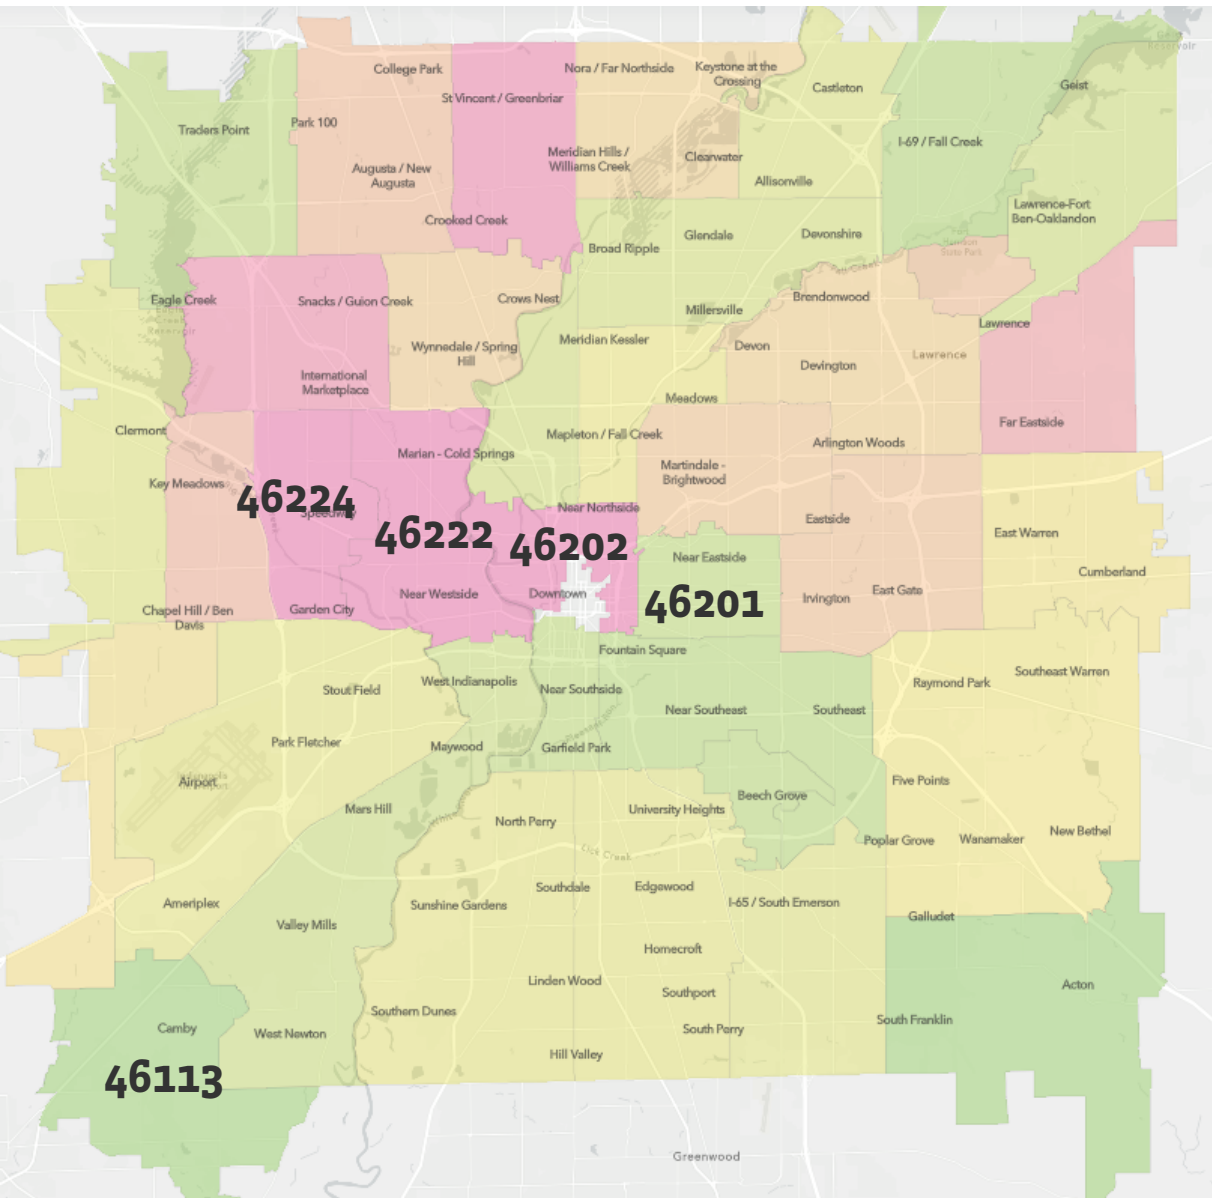 College Park
Nora / Far Northside
Keystone at the
Crossing
Castleton
Geist
St Vincent / Greenbriar
Traders Point
Park 100
I-69 / Fall Creek
Meridian Hills /
Williams Creek
Clearwater
Augusta / New
Augusta
Allisonville
Lawrence-Fort
Ben-Oaklandon
Crooked Creek
Broad Ripple
Glendale
Devonshire
Fall Creek
Eagle Creek
Snacks / Guion Creek
Crows Nest
Brendonwood
Millersville
Lawrence
Meridian Kessler
Wynnedale / Spring
Hill
Devon
Lawrence
Devington
International
Marketplace
Meadows
Far Eastside
Clermont
Mapleton / Fall Creek
Arlington Woods
Marian - Cold Springs
Martindale -
Brightwood
Key Meadows
46224
Speedway
46222
46202
Near Northside
Eastside
East Warren
Near Eastside
Cumberland
Near Westside
Downtown
46201
Irvington
East Gate
Chapel Hill / Ben
Davis
Garden City
Fountain Square
West Indianapolis
Stout Field
Near Southside
Raymond Park
Southeast Warren
Near Southeast
Southeast
Park Fletcher
Maywood
Garfield Park
Airport
Five Points
Beech Grove
Mars Hill
University Heights
North Perry
Poplar Grove
Wanamaker
New Bethel
Lick Creek
Southdale
Edgewood
Ameriplex
Sunshine Gardens
I-65 / South Emerson
Valley Mills
Galludet
Homecroft
Linden Wood
Southport
Acton
Southern Dunes
South Franklin
Camby
West Newton
South Perry
Hill Valley
46113
Greenwood